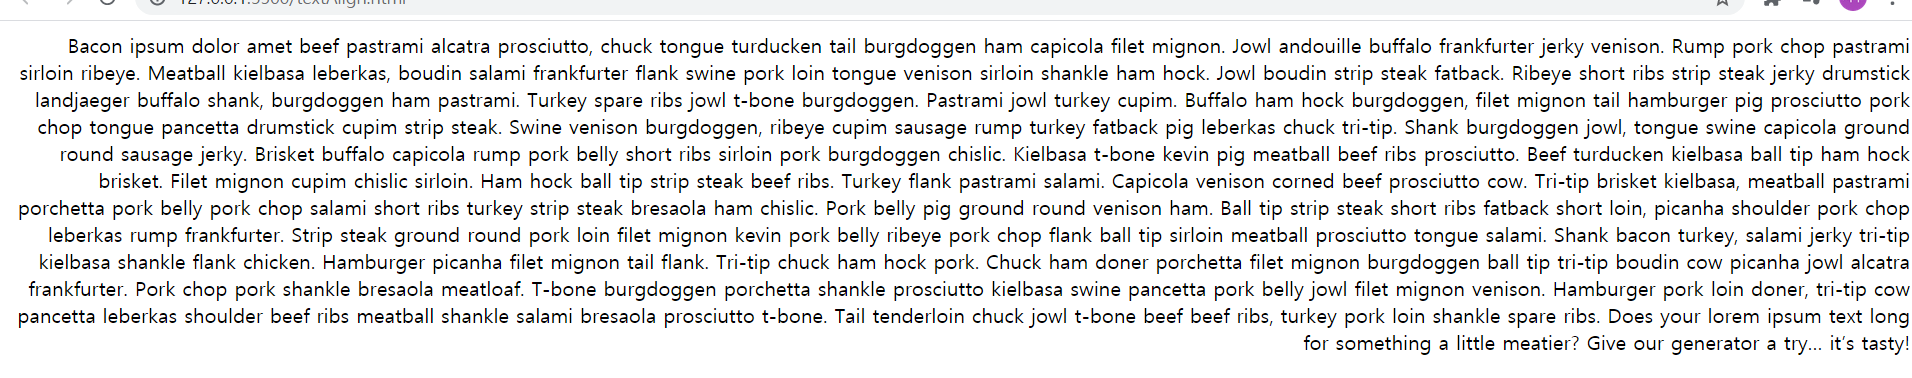 127.0.0.1:5500/textAlign.html
Bacon ipsum dolor amet beef pastrami alcatra prosciutto, chuck tongue turducken tail burgdoggen ham capicola filet mignon. Jowl andouille buffalo frankfurter jerky venison. Rump pork chop pastrami
sirloin ribeye. Meatball kielbasa leberkas, boudin salami frankfurter flank swine pork loin tongue venison sirloin shankle ham hock. Jowl boudin strip steak fatback. Ribeye short ribs strip steak jerky drumstick
landjaeger buffalo shank, burgdoggen ham pastrami. Turkey spare ribs jowl t-bone burgdoggen. Pastrami jowl turkey cupim. Buffalo ham hock burgdoggen, filet mignon tail hamburger pig prosciutto pork
chop tongue pancetta drumstick cupim strip steak. Swine venison burgdoggen, ribeye cupim sausage rump turkey fatback pig leberkas chuck tri-tip. Shank burgdoggen jowl, tongue swine capicola ground
round sausage jerky. Brisket buffalo capicola rump pork belly short ribs sirloin pork burgdoggen chislic. Kielbasa t-bone kevin pig meatball beef ribs prosciutto. Beef turducken kielbasa ball tip ham hock
brisket. Filet mignon cupim chislic sirloin. Ham hock ball tip strip steak beef ribs. Turkey flank pastrami salami. Capicola venison corned beef prosciutto cow. Tri-tip brisket kielbasa, meatball pastrami
porchetta pork belly pork chop salami short ribs turkey strip steak bresaola ham chislic. Pork belly pig ground round venison ham. Ball tip strip steak short ribs fatback short loin, picanha shoulder pork chop
leberkas rump frankfurter. Strip steak ground round pork loin filet mignon kevin pork belly ribeye pork chop flank ball tip sirloin meatball prosciutto tongue salami. Shank bacon turkey, salami jerky tri-tip
kielbasa shankle flank chicken. Hamburger picanha filet mignon tail flank. Tri-tip chuck ham hock pork. Chuck ham doner porchetta filet mignon burgdoggen ball tip tri-tip boudin cow picanha jowl alcatra
frankfurter. Pork chop pork shankle bresaola meatloaf. T-bone burgdoggen porchetta shankle prosciutto kielbasa swine pancetta pork belly jowl filet mignon venison. Hamburger pork loin doner, tri-tip cow
pancetta leberkas shoulder beef ribs meatball shankle salami bresaola prosciutto t-bone. Tail tenderloin chuck jowl t-bone beef beef ribs, turkey pork loin shankle spare ribs. Does your lorem ipsum text long
for something a little meatier? Give our generator a try… it's tasty!